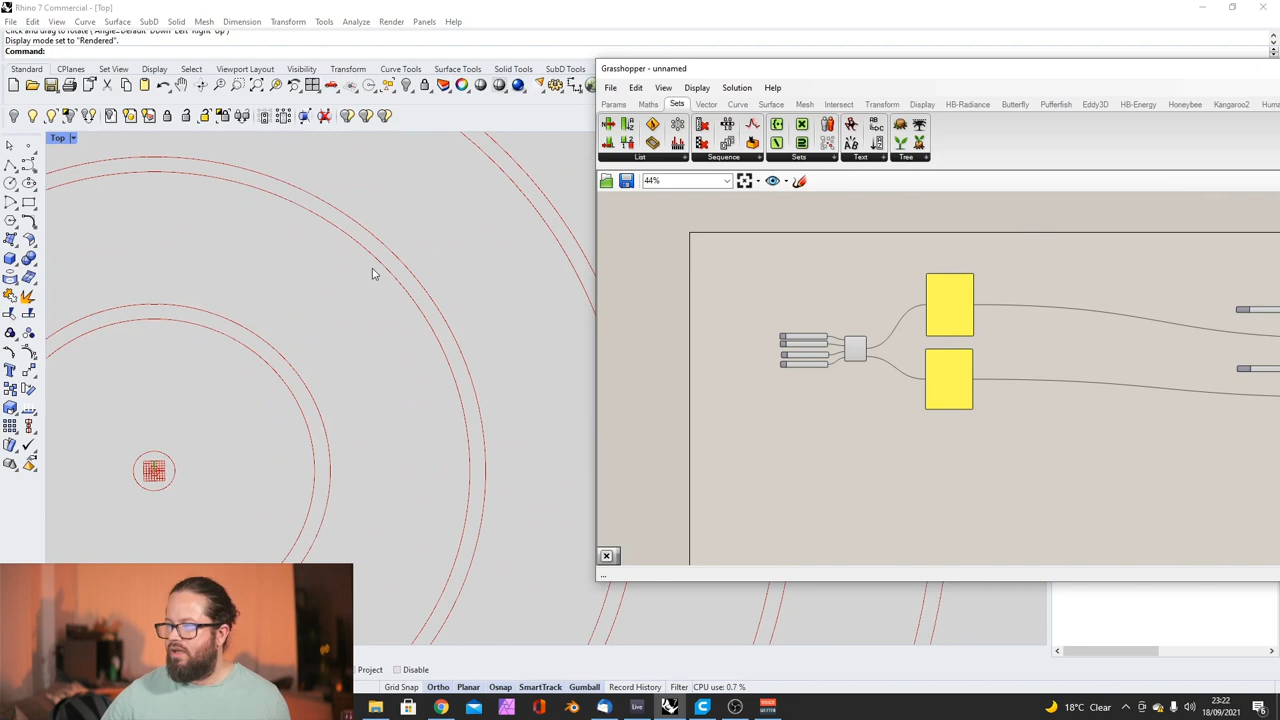 Rhino 7 Commercial - [Top]
File Edit View Curve Surface SubD Solid Mesh Dimension Transform Tools Analyze Render Panels Help
Click and drag to rotate ( Angle=Default Down Left Right Up )
Display mode set to "Rendered".
Command:
Standard CPlanes Set View Display Select Viewport Layout Visibility Transform Curve Tools Surface Tools Solid Tools SubD Tools
Top
Grasshopper - unnamed
File Edit View Display Solution Help
Params Maths Sets Vector Curve Surface Mesh Intersect Transform Display HB-Radiance Butterfly Pufferfish Eddy3D HB-Energy Honeybee Kangaroo2 Huma
List Sequence Sets Text Tree
44%
...
Project Disable
Grid Snap Ortho Planar Osnap SmartTrack Gumball Record History Filter CPU use: 0.7 %
18°C Clear
23:22
18/09/2021